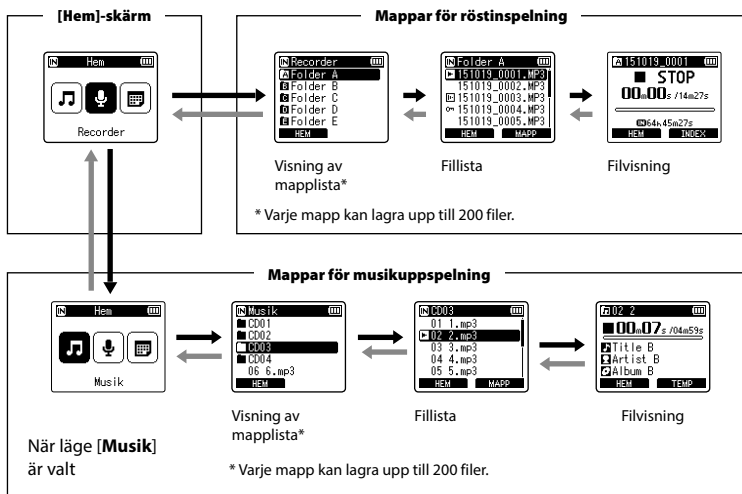 [Hem]-skärm
Hem
Recorder
Mappar för röstinspelning
Recorder
Folder A
Folder B
Folder C
Folder D
Folder E
HEM
Visning av
mapplista*
Folder A
151019_0001.MP3
151019_0002.MP3
151019_0003.MP3
151019_0004.MP3
151019_0005.MP3
HEM MAPP
Fillista
151019_0001
STOP
00m00s /14m27s
IN 64h45m27s
HEM INDEX
Filvisning
* Varje mapp kan lagra upp till 200 filer.
Mappar för musikuppspelning
Hem
Musik
När läge [Musik]
är valt
Musik
CD01
CD02
CD03
CD04
06 6.mp3
HEM
Visning av
mapplista*
CD03
01 1.mp3
02 2.mp3
03 3.mp3
04 4.mp3
05 5.mp3
HEM MAPP
Fillista
02 2
00m07s /04m59s
Title B
Artist B
Album B
HEM TEMP
Filvisning
* Varje mapp kan lagra upp till 200 filer.